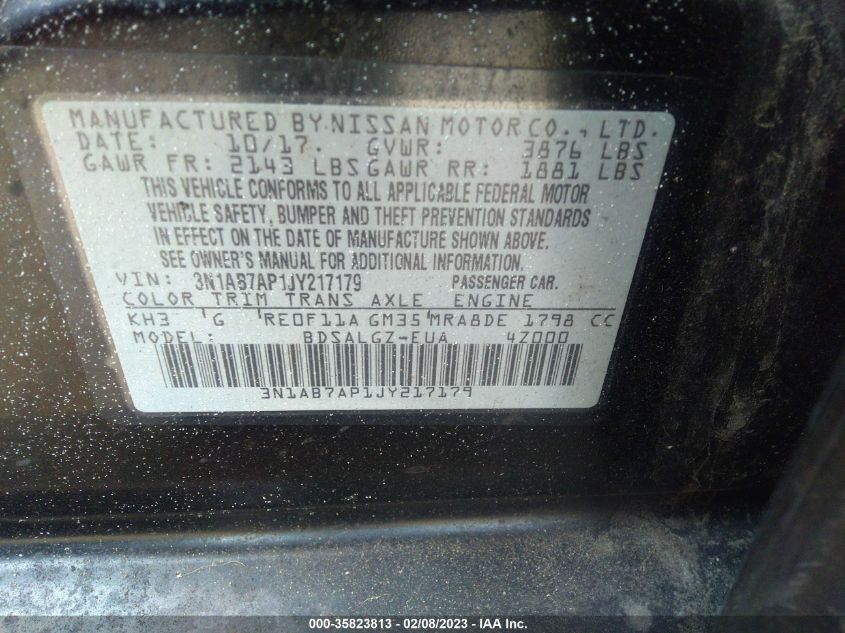 MANUFACTURED BY NISSAN MOTOR CO., LTD.
DATE: 10/17. GVWR: 3876 LBS
GAWR FR: 2143 LBS GAWR RR: 1881 LBS
THIS VEHICLE CONFORMS TO ALL APPLICABLE FEDERAL MOTOR
VEHICLE SAFETY, BUMPER AND THEFT PREVENTION STANDARDS
IN EFFECT ON THE DATE OF MANUFACTURE SHOWN ABOVE.
SEE OWNER'S MANUAL FOR ADDITIONAL INFORMATION.
VIN: 3N1AB7AP1JY217179 PASSENGER CAR.
COLOR TRIM TRANS AXLE ENGINE
KH3 G RE0F11A GM35 MRA8DE 1798 CC
MODEL: BDSALGZ-EUA 4Z000
3N1AB7AP1JY217179
000-35823813 - 02/08/2023 - IAA Inc.